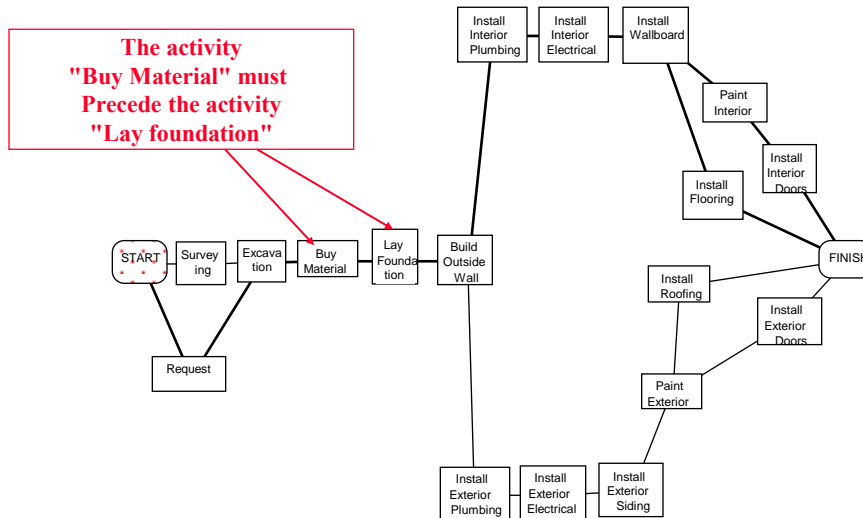 The activity
"Buy Material" must
Precede the activity
"Lay foundation"
Install
Interior
Plumbing
Install
Interior
Electrical
Install
Wallboard
Paint
Interior
Install
Interior
Doors
Install
Flooring
START
Survey
ing
Excava
tion
Buy
Material
Lay
Founda
tion
Build
Outside
Wall
FINISH
Request
Install
Roofing
Install
Exterior
Doors
Paint
Exterior
Install
Exterior
Plumbing
Install
Exterior
Electrical
Install
Exterior
Siding